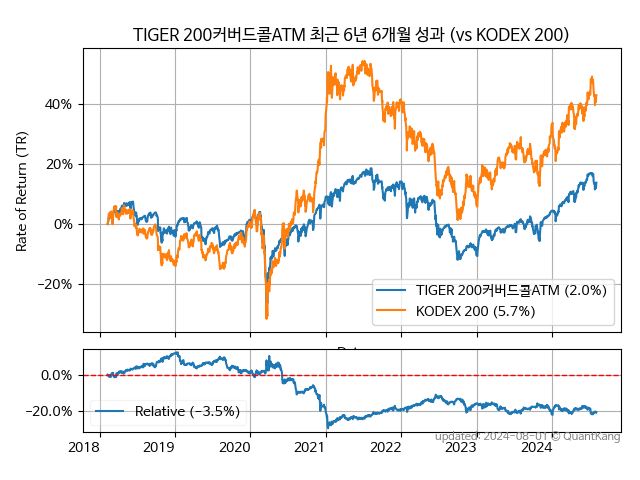 TIGER 200커버드콜ATM 최근 6년 6개월 성과 (vs KODEX 200)
Rate of Return (TR)
40%
20%
0%
−20%
TIGER 200커버드콜ATM (2.0%)
KODEX 200 (5.7%)
0.0%
−20.0%
Relative (−3.5%)
2018 2019 2020 2021 2022 2023 2024
updated: 2024-08-01 © QuantKang